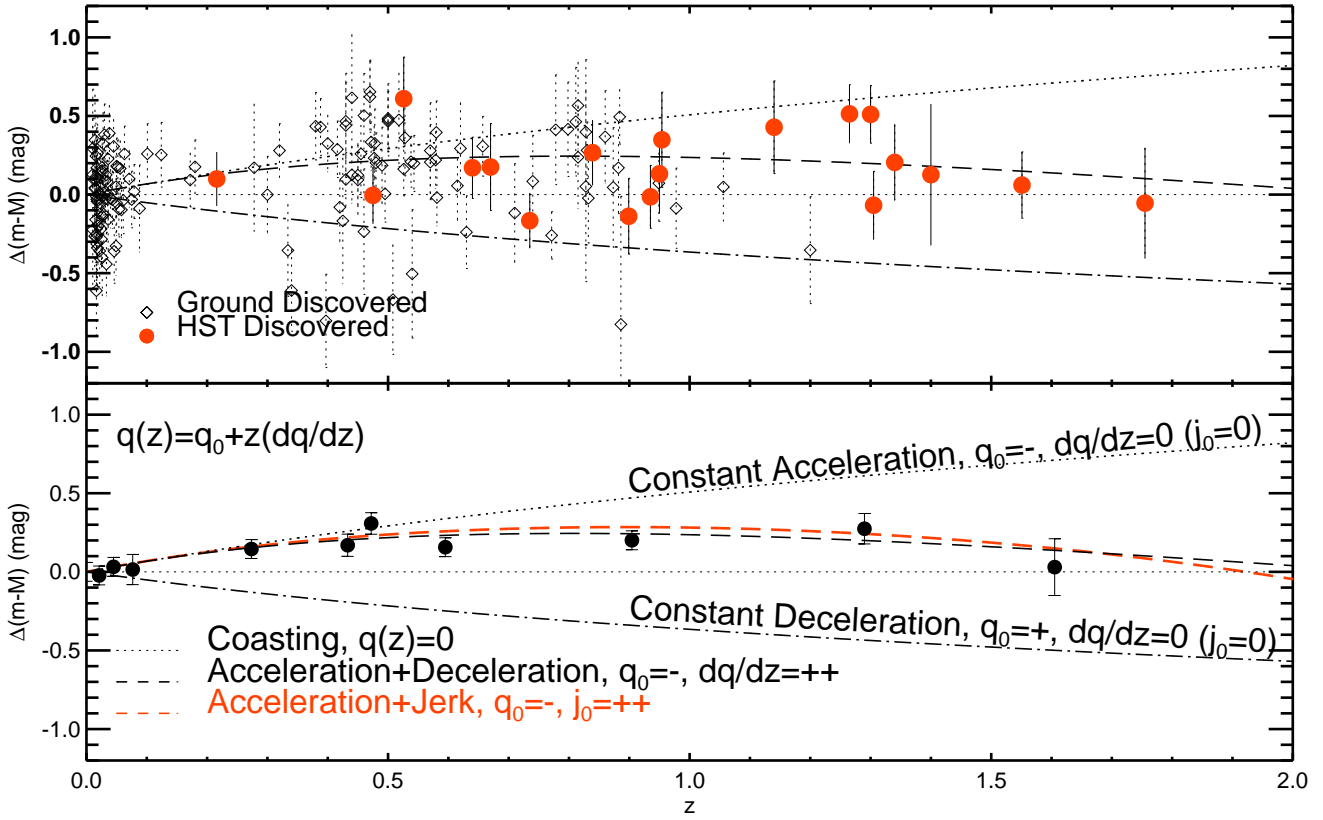 1.0
0.5
0.0
-0.5
-1.0
Δ(m-M) (mag)
Ground Discovered
HST Discovered
1.0
0.5
0.0
-0.5
-1.0
Δ(m-M) (mag)
q(z)=q₀+z(dq/dz)
Constant Acceleration, q₀=-, dq/dz=0 (j₀=0)
Constant Deceleration, q₀=+, dq/dz=0 (j₀=0)
Coasting, q(z)=0
Acceleration+Deceleration, q₀=-, dq/dz=++
Acceleration+Jerk, q₀=-, j₀=++
0.0 0.5 1.0 1.5 2.0
z